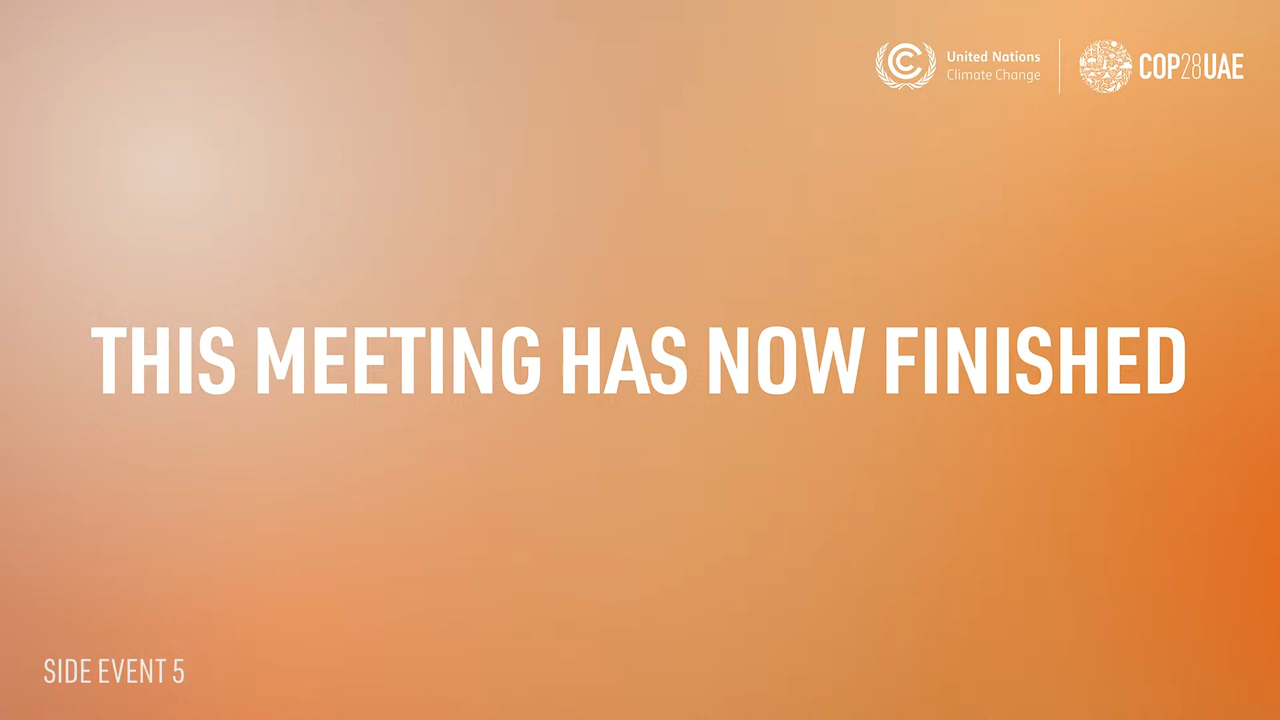 United Nations
Climate Change
COP28UAE
THIS MEETING HAS NOW FINISHED
SIDE EVENT 5